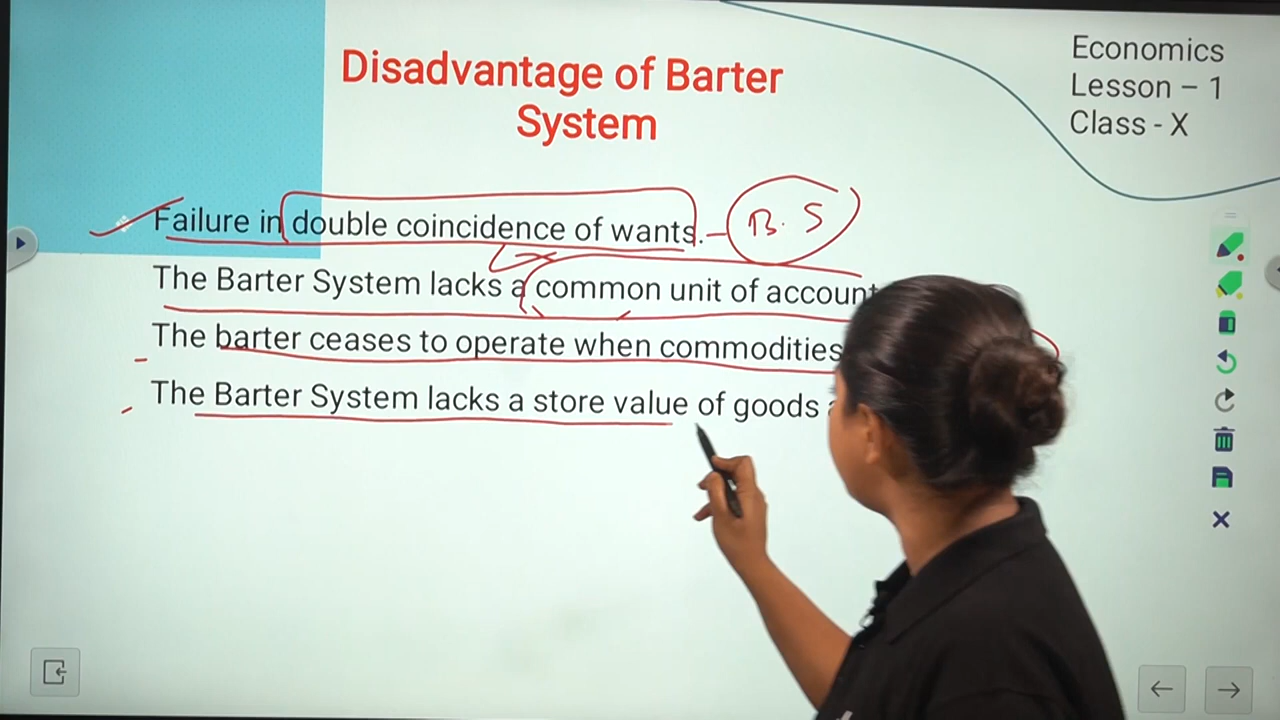 Disadvantage of Barter
System
Economics
Lesson – 1
Class - X
Failure in double coincidence of wants. – B. S
The Barter System lacks a common unit of account
The barter ceases to operate when commodities
The Barter System lacks a store value of goods